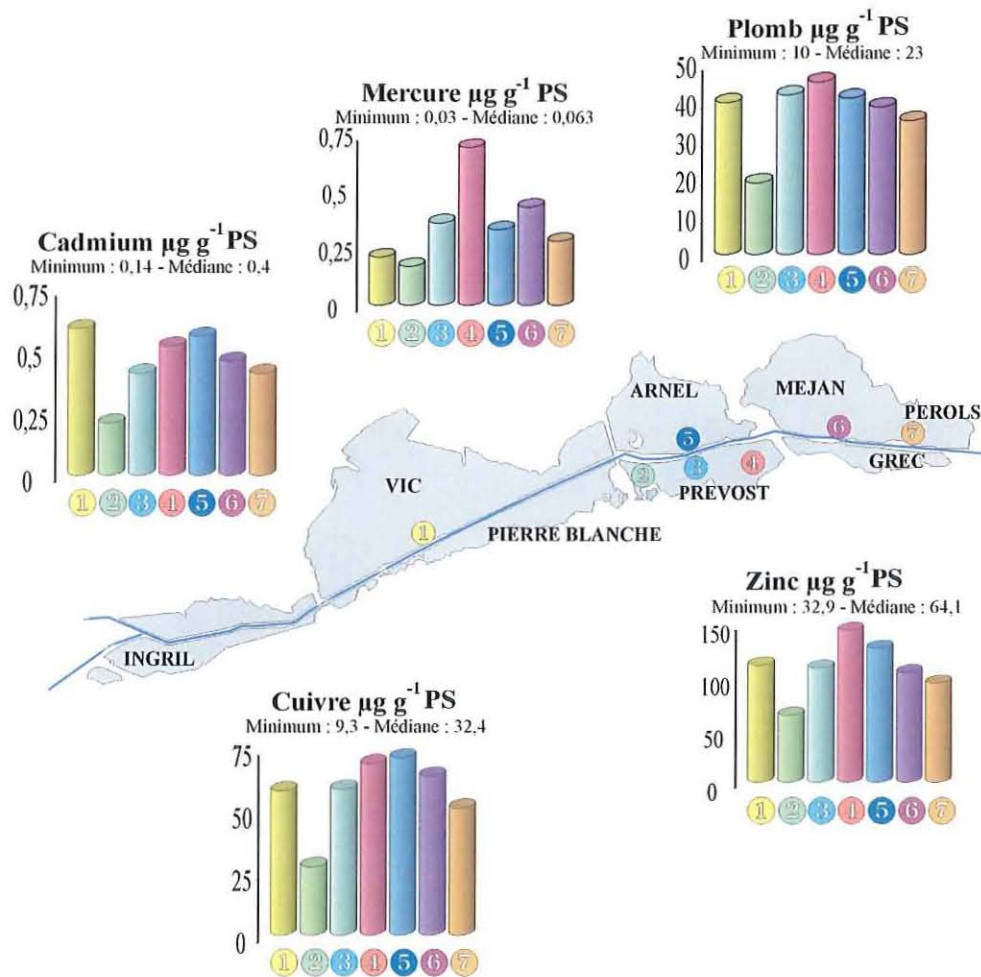 Plomb µg g⁻¹ PS
Minimum : 10 - Médiane : 23
50
40
30
20
10
0
1 2 3 4 5 6 7
Mercure µg g⁻¹ PS
Minimum : 0,03 - Médiane : 0,063
0,75
0,5
0,25
0
1 2 3 4 5 6 7
Cadmium µg g⁻¹ PS
Minimum : 0,14 - Médiane : 0,4
0,75
0,5
0,25
0
1 2 3 4 5 6 7
ARNEL
MEJAN
PEROLS
5
6
7
GREC
2
3
4
PREVOST
VIC
1
PIERRE BLANCHE
INGRIL
Zinc µg g⁻¹ PS
Minimum : 32,9 - Médiane : 64,1
150
100
50
0
1 2 3 4 5 6 7
Cuivre µg g⁻¹ PS
Minimum : 9,3 - Médiane : 32,4
75
50
25
0
1 2 3 4 5 6 7